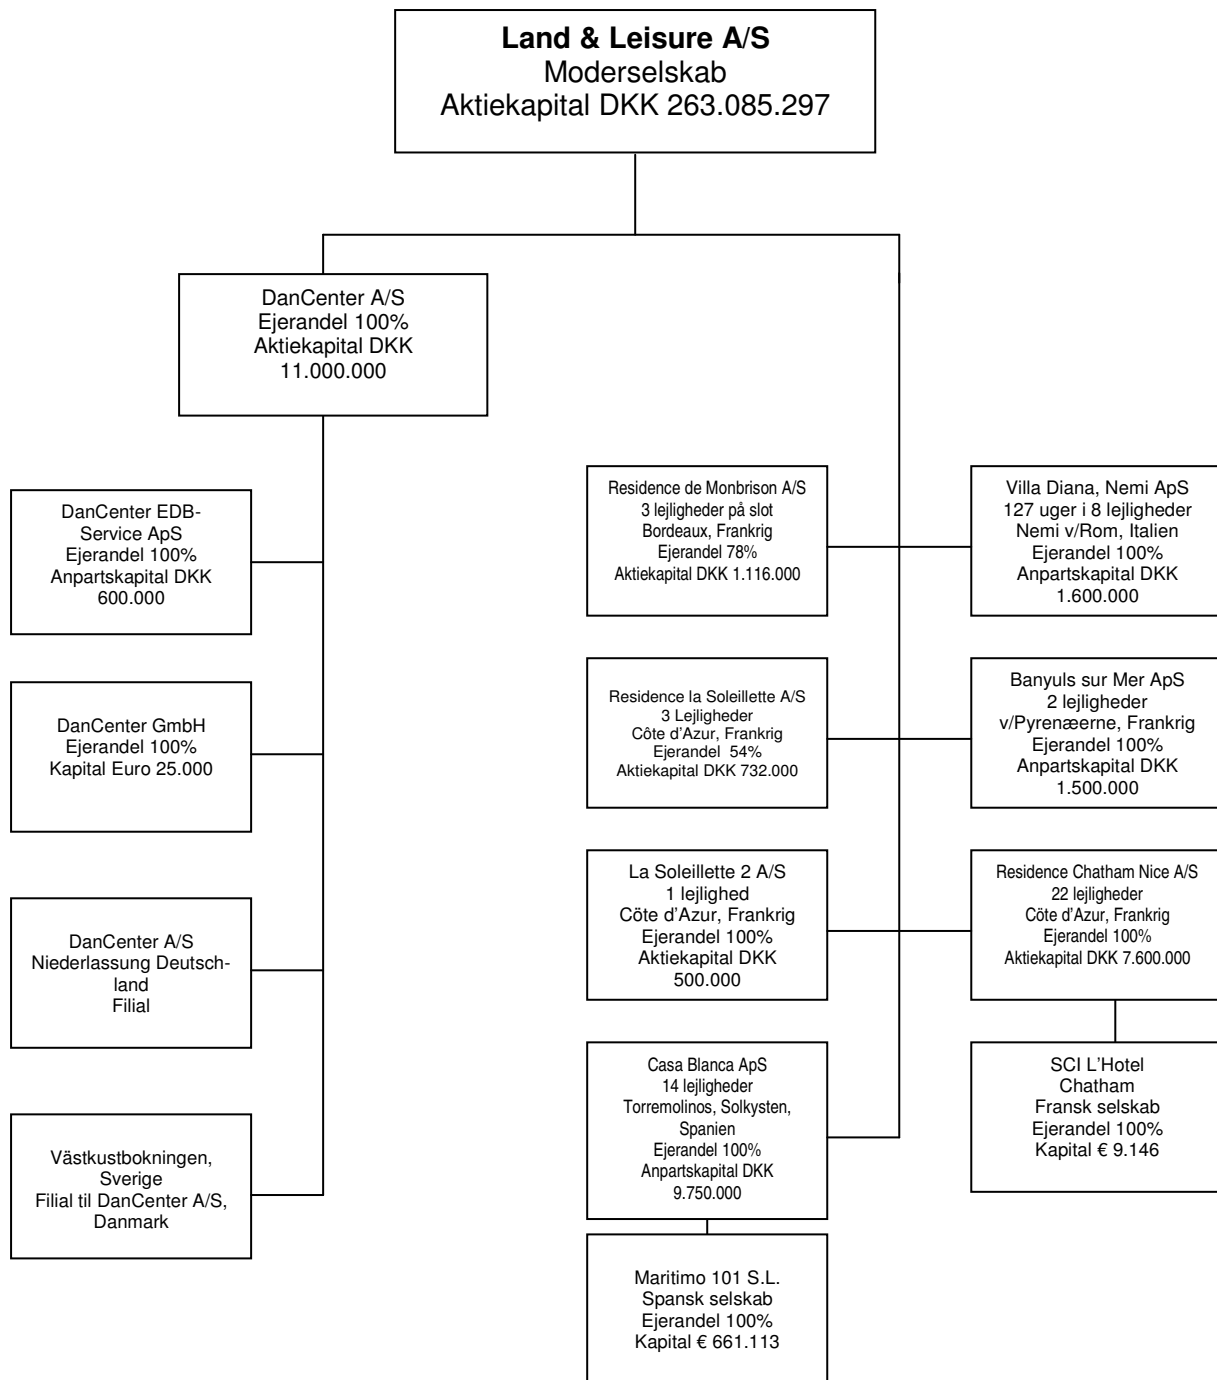 Land & Leisure A/S
Moderselskab
Aktiekapital DKK 263.085.297
DanCenter A/S
Ejerandel 100%
Aktiekapital DKK
11.000.000
DanCenter EDB-
Service ApS
Ejerandel 100%
Anpartskapital DKK
600.000
DanCenter GmbH
Ejerandel 100%
Kapital Euro 25.000
DanCenter A/S
Niederlassung Deutsch-
land
Filial
Västkustbokningen,
Sverige
Filial til DanCenter A/S,
Danmark
Residence de Monbrison A/S
3 lejligheder på slot
Bordeaux, Frankrig
Ejerandel 78%
Aktiekapital DKK 1.116.000
Villa Diana, Nemi ApS
127 uger i 8 lejligheder
Nemi v/Rom, Italien
Ejerandel 100%
Anpartskapital DKK
1.600.000
Residence la Soleillette A/S
3 Lejligheder
Côte d'Azur, Frankrig
Ejerandel 54%
Aktiekapital DKK 732.000
Banyuls sur Mer ApS
2 lejligheder
v/Pyrenæerne, Frankrig
Ejerandel 100%
Anpartskapital DKK
1.500.000
La Soleillette 2 A/S
1 lejlighed
Cöte d'Azur, Frankrig
Ejerandel 100%
Aktiekapital DKK
500.000
Residence Chatham Nice A/S
22 lejligheder
Cöte d'Azur, Frankrig
Ejerandel 100%
Aktiekapital DKK 7.600.000
Casa Blanca ApS
14 lejligheder
Torremolinos, Solkysten,
Spanien
Ejerandel 100%
Anpartskapital DKK
9.750.000
SCI L'Hotel
Chatham
Fransk selskab
Ejerandel 100%
Kapital € 9.146
Maritimo 101 S.L.
Spansk selskab
Ejerandel 100%
Kapital € 661.113